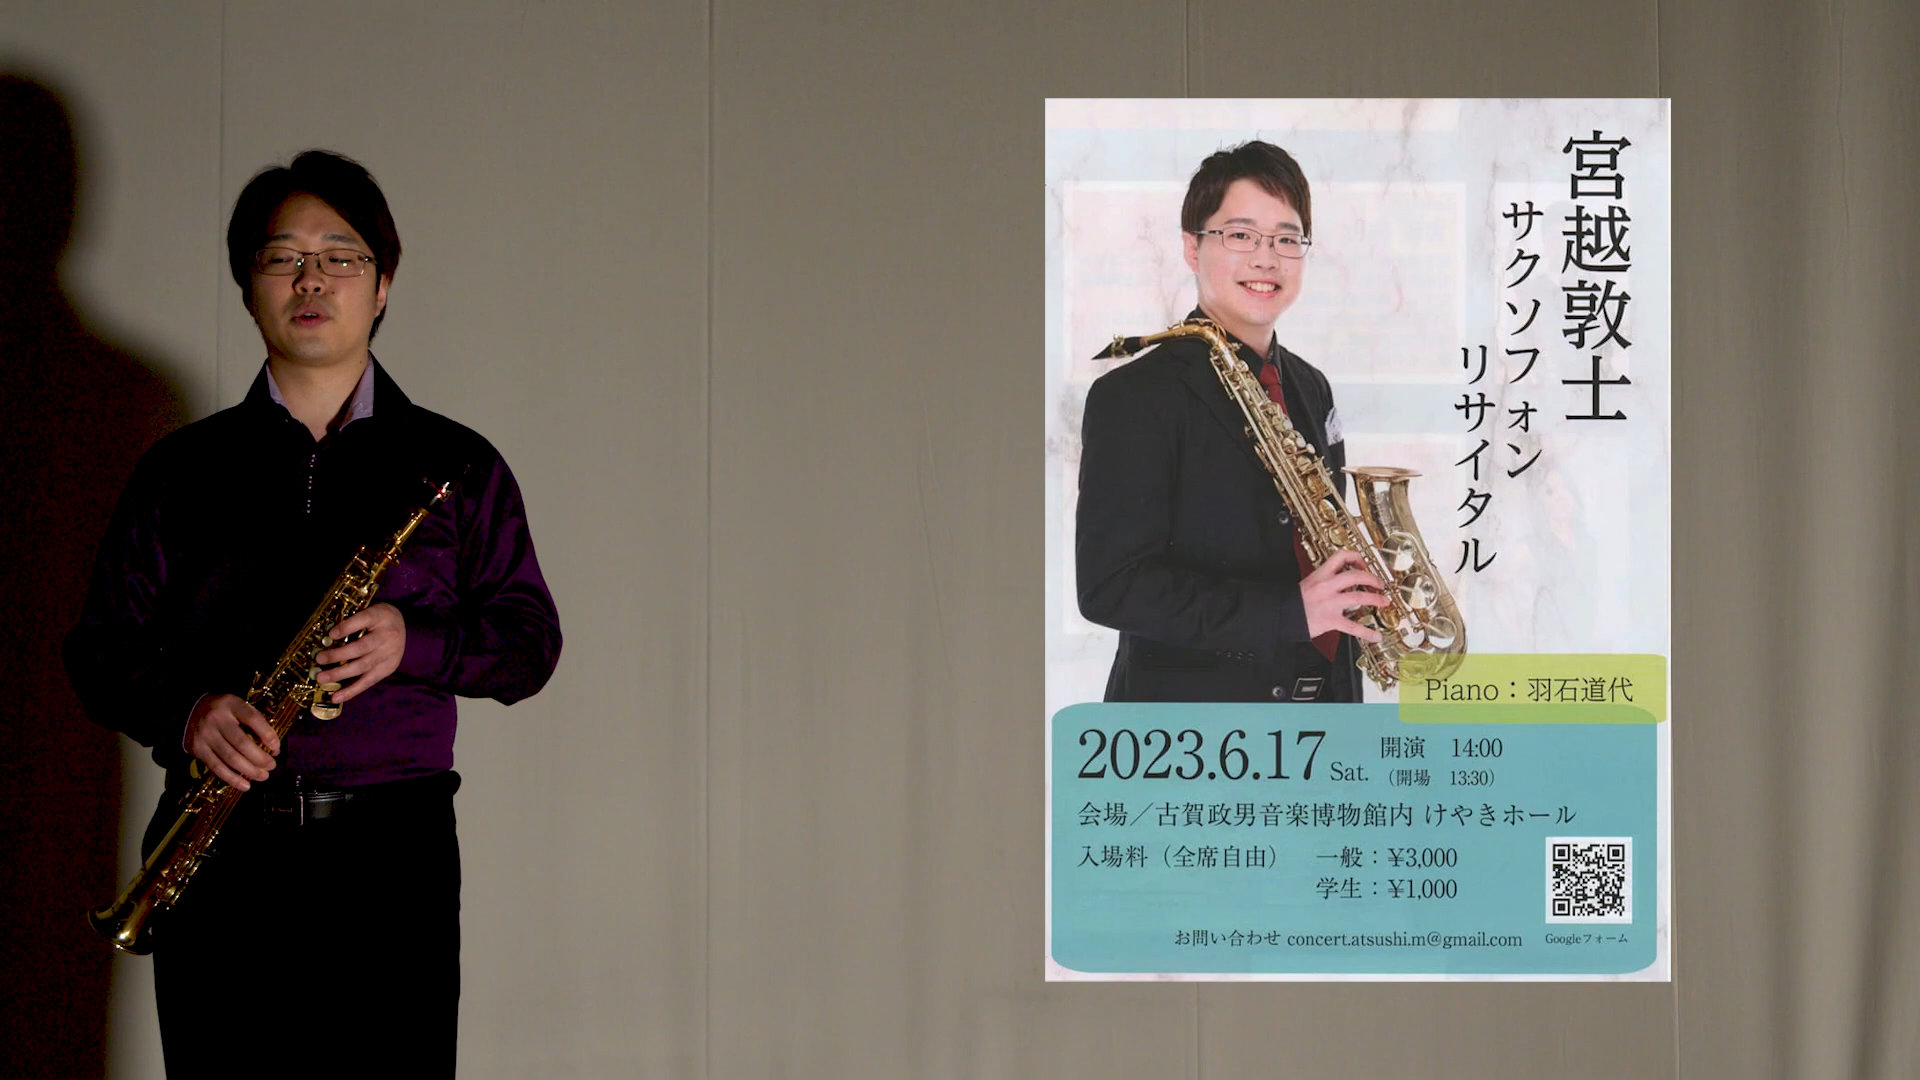 宮越敦士
サクソフォン
リサイタル
Piano：羽石道代
2023.6.17 Sat. 開演　14:00
（開場　13:30）
会場／古賀政男音楽博物館内 けやきホール
入場料（全席自由）　一般：¥3,000
学生：¥1,000
お問い合わせ concert.atsushi.m@gmail.com
Googleフォーム